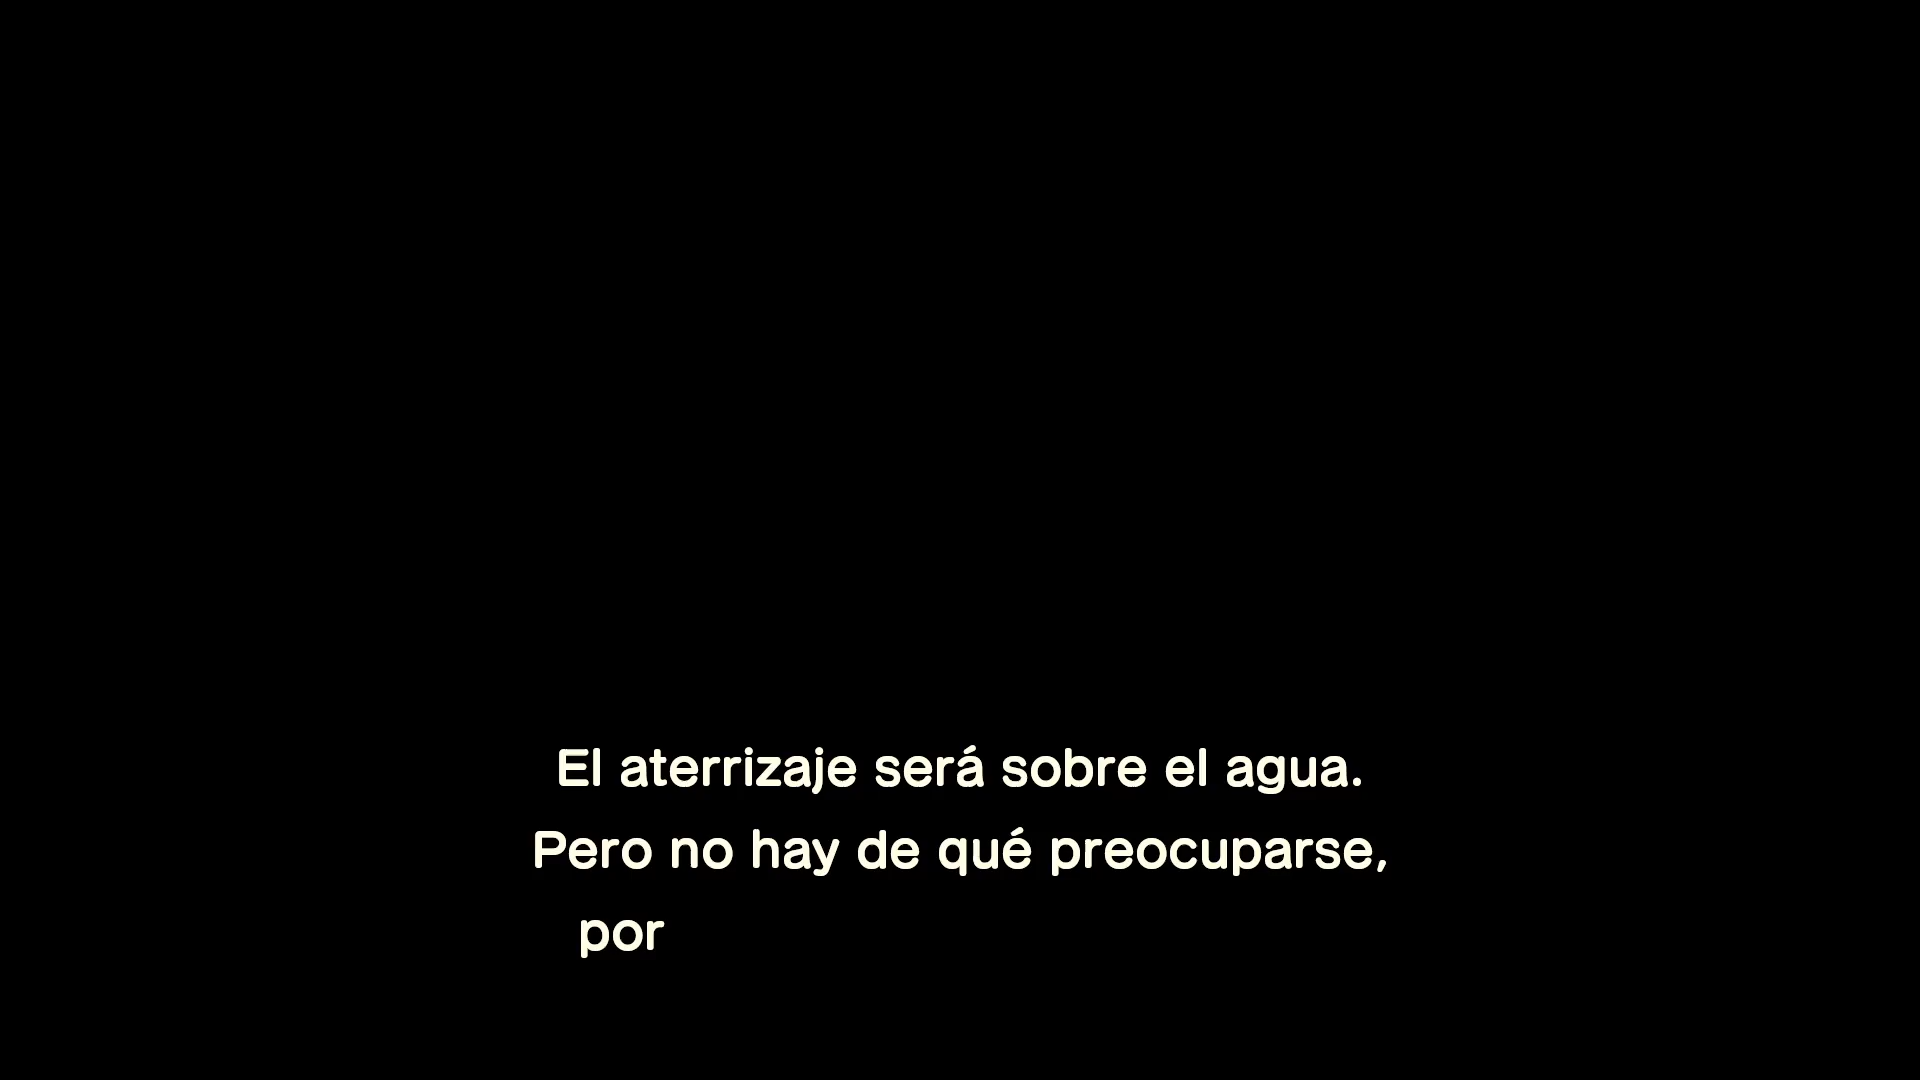 El aterrizaje será sobre el agua.
Pero no hay de qué preocuparse,
por